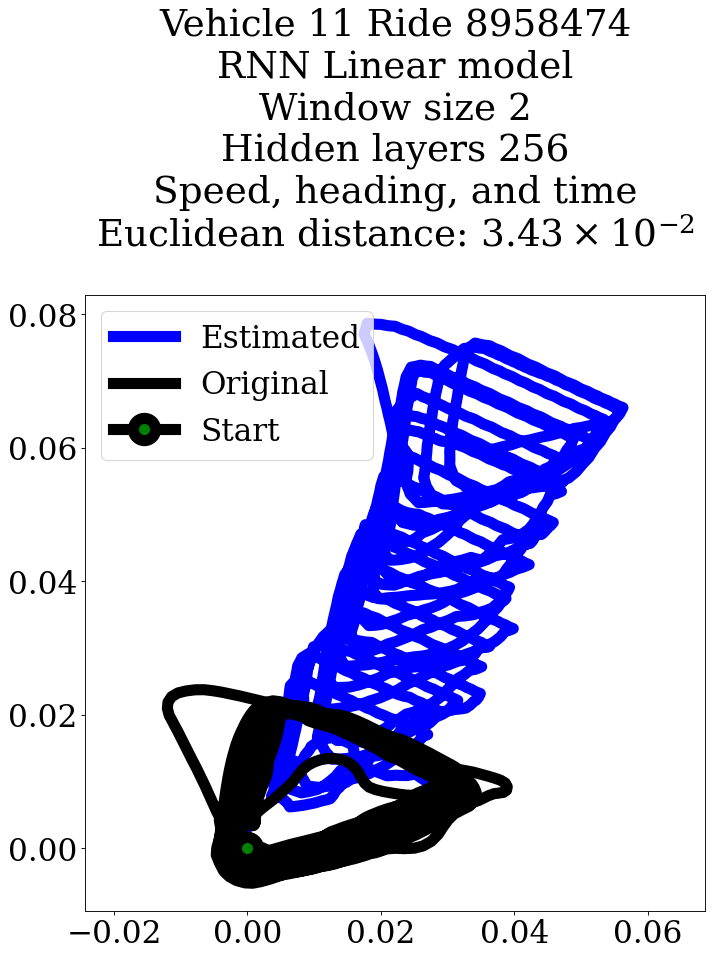 Vehicle 11 Ride 8958474
RNN Linear model
Window size 2
Hidden layers 256
Speed, heading, and time
Euclidean distance: 3.43 × 10⁻²
Estimated
Original
Start
0.08
0.06
0.04
0.02
0.00
−0.02 0.00 0.02 0.04 0.06